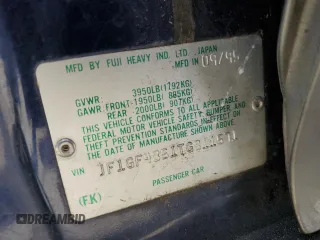 MFD BY FUJI HEAVY IND. LTD. JAPAN
MFD IN
GVWR 3950LB(1792KG)
GAWR FRONT-1950LB( 885KG)
REAR -2000LB( 907KG)
THIS VEHICLE CONFORMS TO ALL APPLICABLE
FEDERAL MOTOR VEHICLE SAFETY BUMPER AND
THEFT PREVENTION STANDARDS IN EFFECT ON
THE DATE OF MANUFACTURE SHOWN ABOVE.
VIN
(FK) PASSENGER CAR
DREAMBID